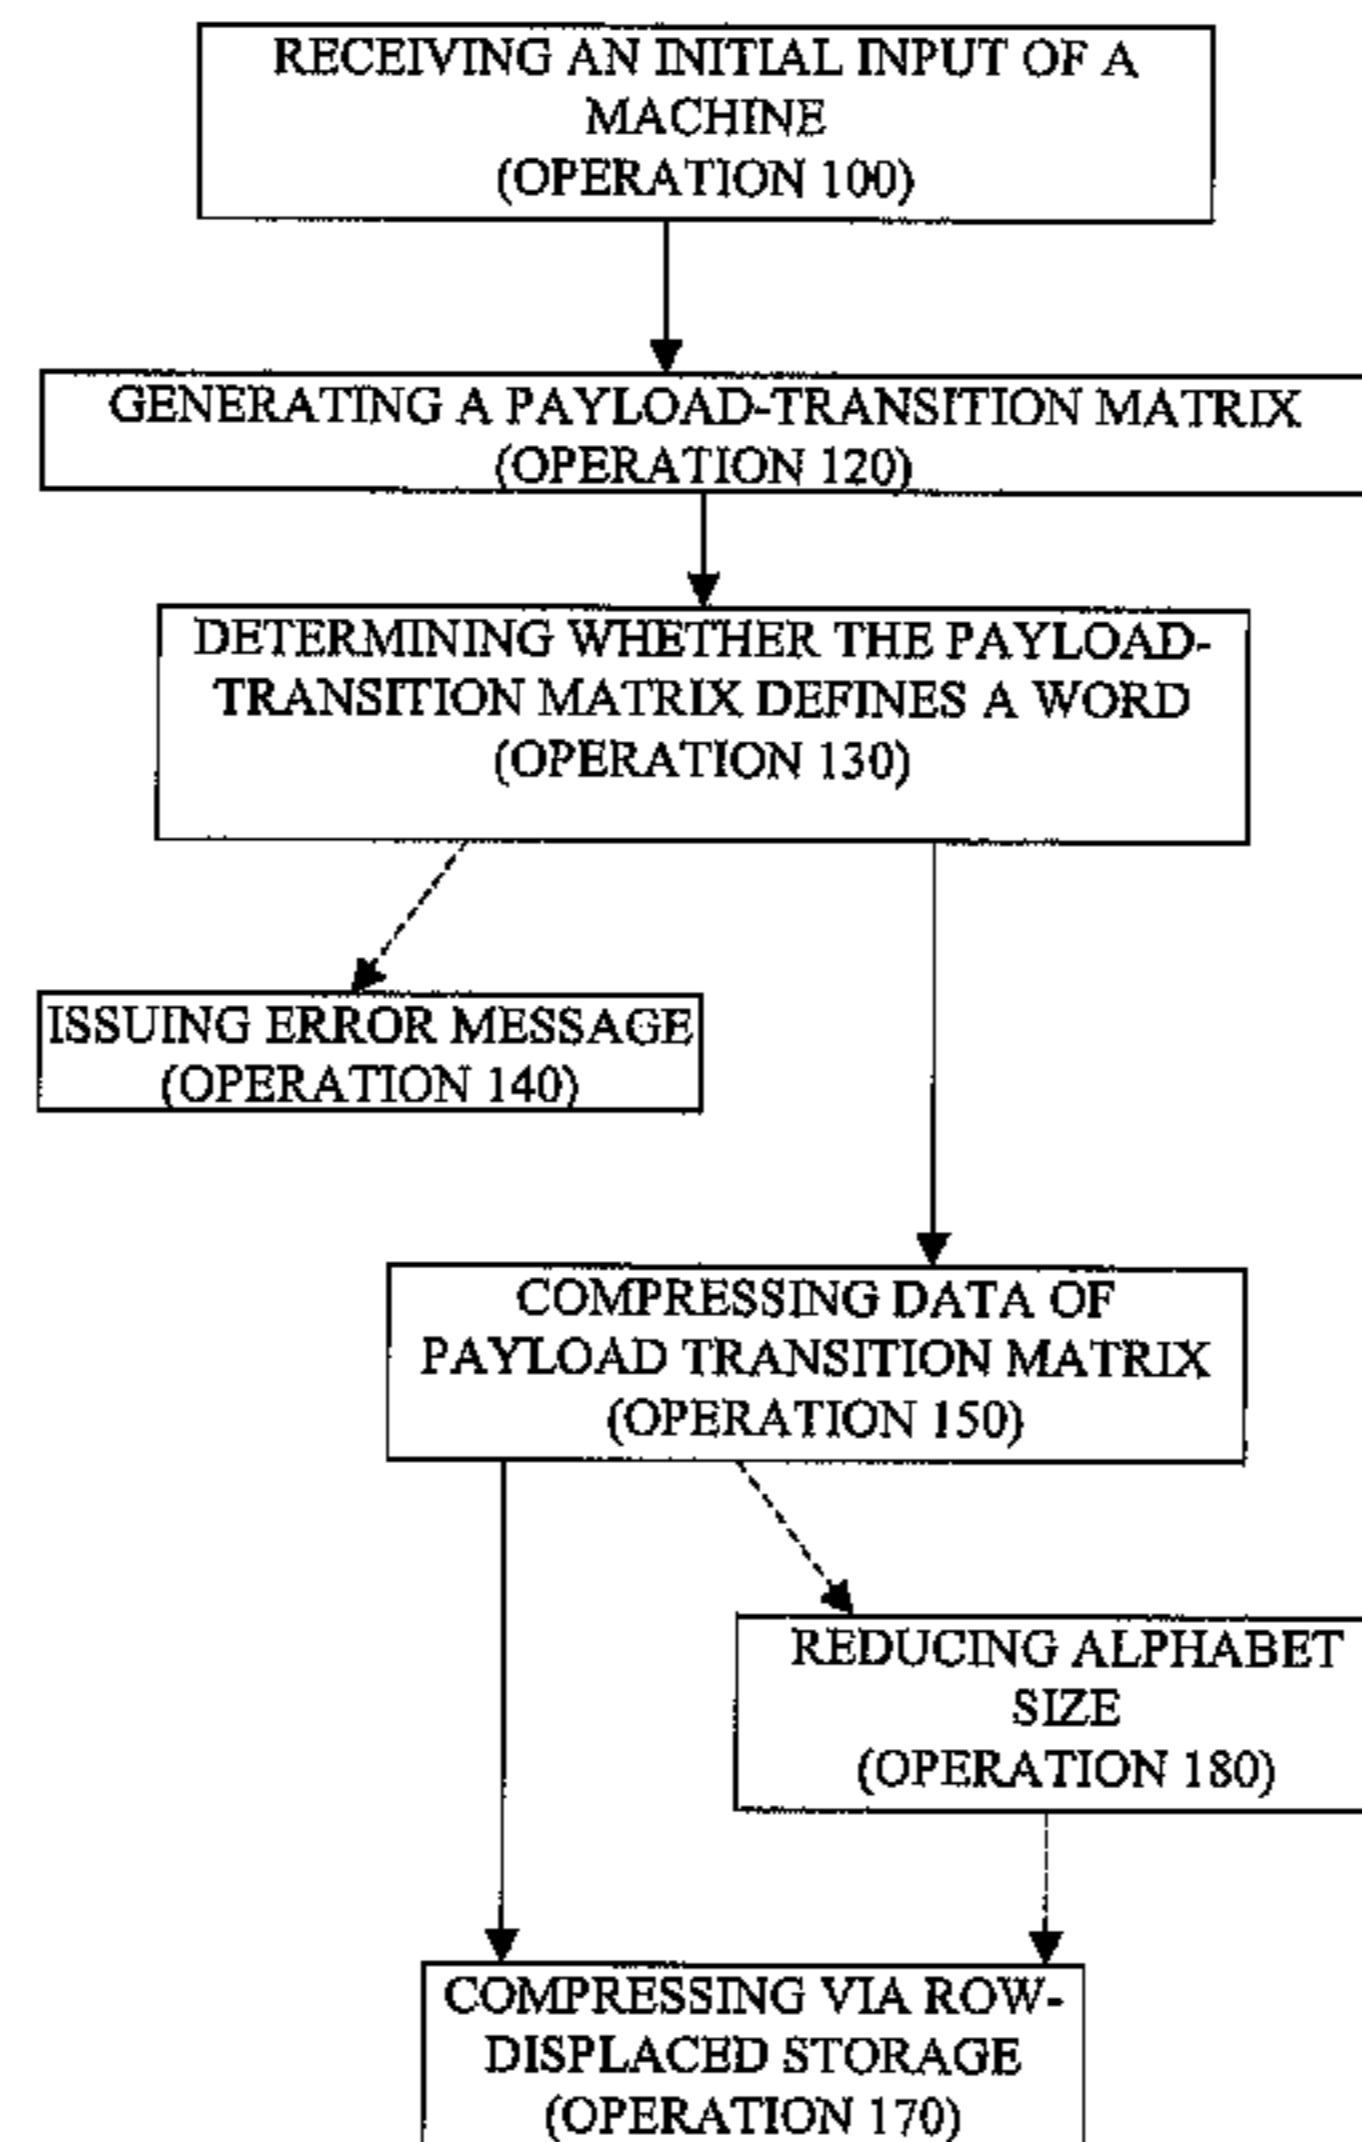 RECEIVING AN INITIAL INPUT OF A
MACHINE
(OPERATION 100)
GENERATING A PAYLOAD-TRANSITION MATRIX
(OPERATION 120)
DETERMINING WHETHER THE PAYLOAD-
TRANSITION MATRIX DEFINES A WORD
(OPERATION 130)
ISSUING ERROR MESSAGE
(OPERATION 140)
COMPRESSING DATA OF
PAYLOAD TRANSITION MATRIX
(OPERATION 150)
REDUCING ALPHABET
SIZE
(OPERATION 180)
COMPRESSING VIA ROW-
DISPLACED STORAGE
(OPERATION 170)